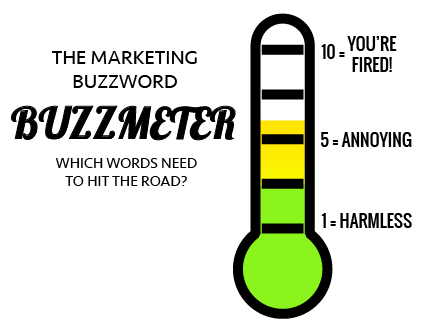 THE MARKETING
BUZZWORD
BUZZMETER
WHICH WORDS NEED
TO HIT THE ROAD?
10 = YOU'RE
FIRED!
5 = ANNOYING
1 = HARMLESS